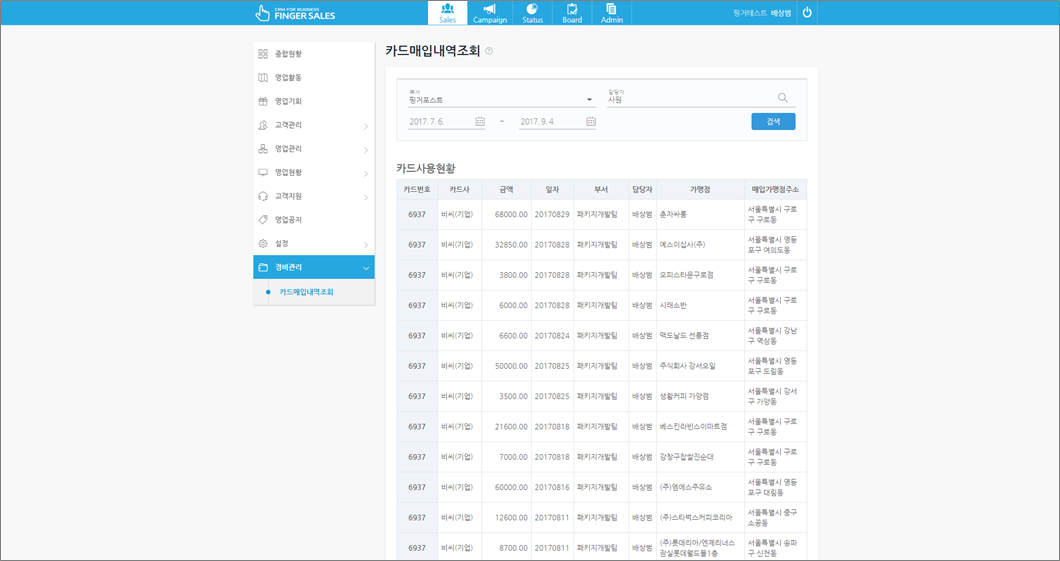 CRM FOR BUSINESS
FINGER SALES
Sales
Campaign
Status
Board
Admin
핑거테스트 배상범
종합현황
영업활동
영업기회
고객관리
영업관리
영업현황
고객지원
영업공지
설정
경비관리
카드매입내역조회
카드매입내역조회
부서
핑거포스트
담당자
사원
2017. 7. 6. ~ 2017. 9. 4.
검색
카드사용현황
카드번호 카드사 금액 일자 부서 담당자 가맹점 매입가맹점주소
6937 비씨(기업) 68000.00 20170829 패키지개발팀 배상범 춘자싸롱 서울특별시 구로
구 구로동
6937 비씨(기업) 32850.00 20170828 패키지개발팀 배상범 에스이십사(주) 서울특별시 영등
포구 여의도동
6937 비씨(기업) 3800.00 20170828 패키지개발팀 배상범 오피스타운구로점 서울특별시 구로
구 구로동
6937 비씨(기업) 6000.00 20170828 패키지개발팀 배상범 시래소반 서울특별시 구로
구 구로동
6937 비씨(기업) 6600.00 20170824 패키지개발팀 배상범 맥도날드 선릉점 서울특별시 강남
구 역삼동
6937 비씨(기업) 50000.00 20170825 패키지개발팀 배상범 주식회사 강서오일 서울특별시 영등
포구 도림동
6937 비씨(기업) 3500.00 20170825 패키지개발팀 배상범 생활커피 가양점 서울특별시 강서
구 가양동
6937 비씨(기업) 21600.00 20170818 패키지개발팀 배상범 베스킨라빈스이마트점 서울특별시 구로
구 구로동
6937 비씨(기업) 7000.00 20170818 패키지개발팀 배상범 강창구찹쌀진순대 서울특별시 구로
구 구로동
6937 비씨(기업) 60000.00 20170816 패키지개발팀 배상범 (주)엠에스주유소 서울특별시 영등
포구 대림동
6937 비씨(기업) 12600.00 20170811 패키지개발팀 배상범 (주)스타벅스커피코리아 서울특별시 중구
소공동
6937 비씨(기업) 8700.00 20170811 패키지개발팀 배상범 (주)롯데리아/엔제리너스 서울특별시 송파
잠실롯데월드몰1층 구 신천동